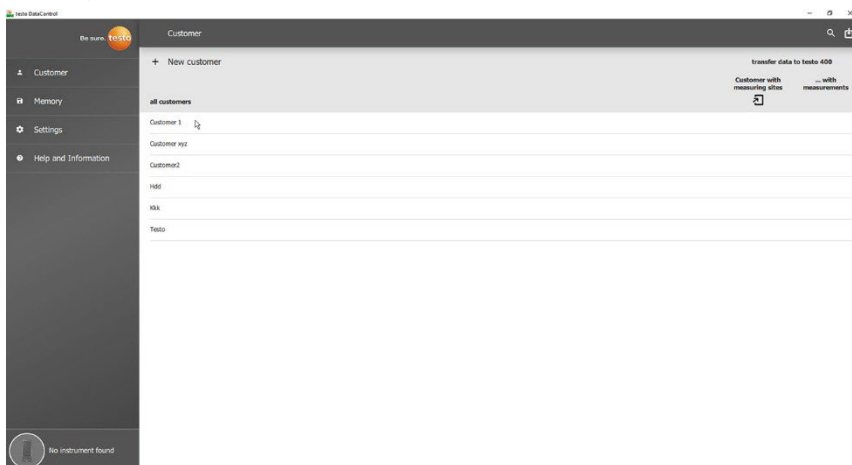 testo DataControl
Be sure. testo
Customer
Customer
Memory
Settings
Help and Information
+ New customer
transfer data to testo 400
Customer with measuring sites
... with measurements
all customers
Customer 1
Customer xyz
Customer2
Hdd
Kkk
Testo
No instrument found